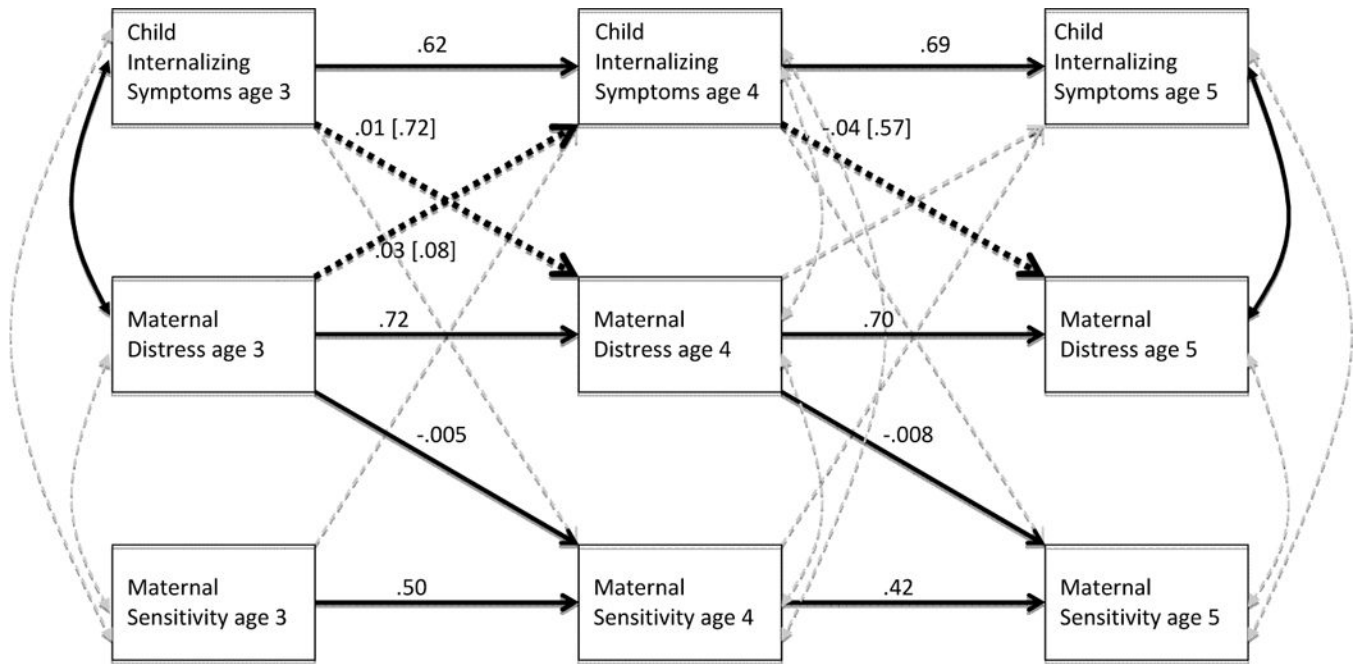 Child
Internalizing
Symptoms age 3
.62
Child
Internalizing
Symptoms age 4
.69
Child
Internalizing
Symptoms age 5
.01 [.72]
-.04 [.57]
.03 [.08]
Maternal
Distress age 3
.72
Maternal
Distress age 4
.70
Maternal
Distress age 5
-.005
-.008
Maternal
Sensitivity age 3
.50
Maternal
Sensitivity age 4
.42
Maternal
Sensitivity age 5